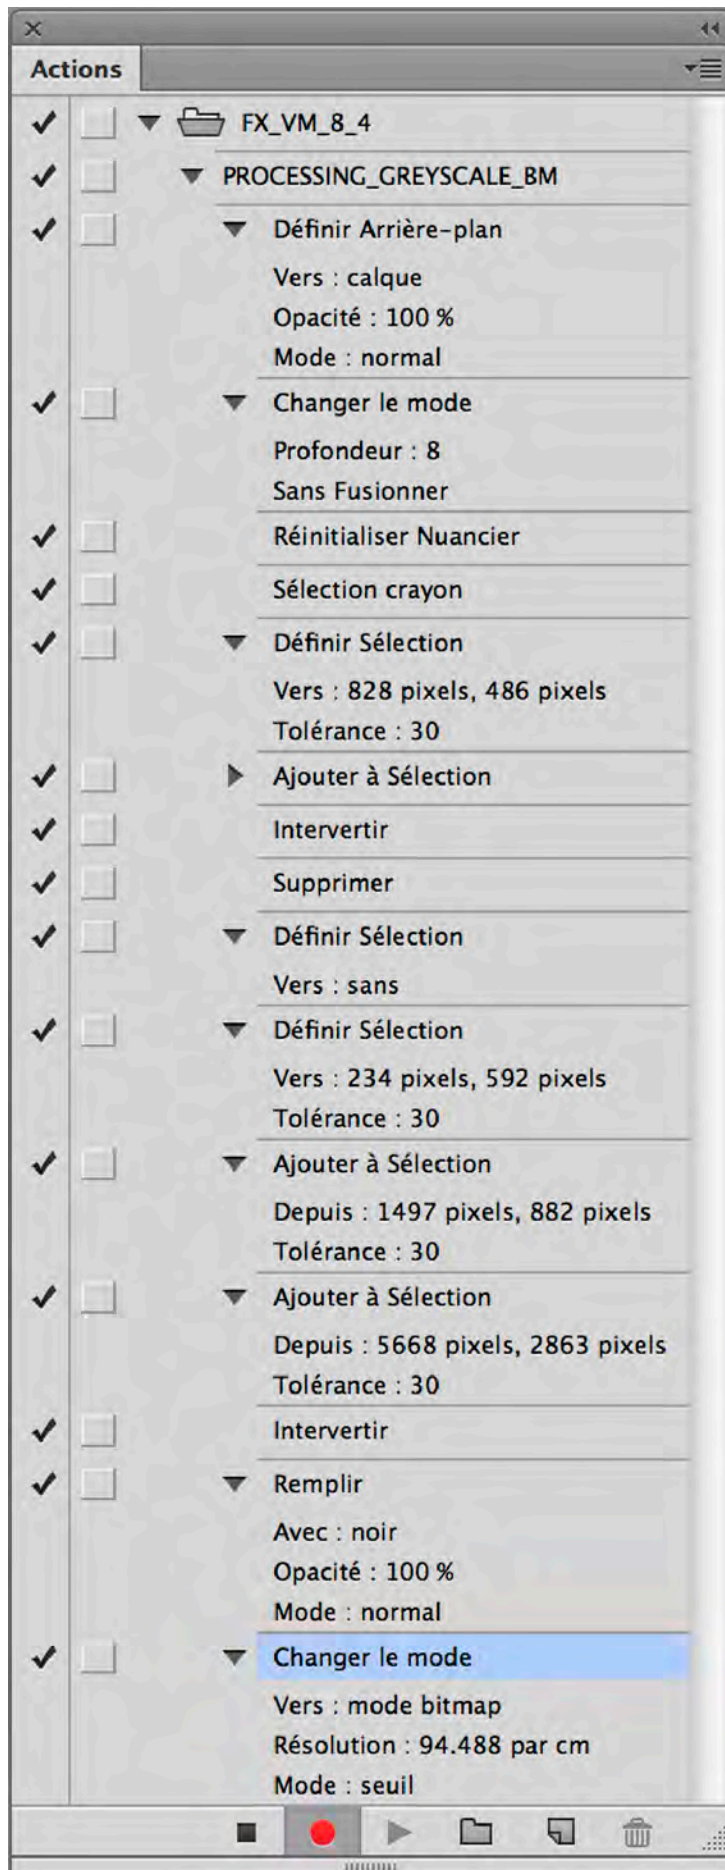 Actions
FX_VM_8_4
PROCESSING_GREYSCALE_BM
Définir Arrière-plan
Vers : calque
Opacité : 100 %
Mode : normal
Changer le mode
Profondeur : 8
Sans Fusionner
Réinitialiser Nuancier
Sélection crayon
Définir Sélection
Vers : 828 pixels, 486 pixels
Tolérance : 30
Ajouter à Sélection
Intervertir
Supprimer
Définir Sélection
Vers : sans
Définir Sélection
Vers : 234 pixels, 592 pixels
Tolérance : 30
Ajouter à Sélection
Depuis : 1497 pixels, 882 pixels
Tolérance : 30
Ajouter à Sélection
Depuis : 5668 pixels, 2863 pixels
Tolérance : 30
Intervertir
Remplir
Avec : noir
Opacité : 100 %
Mode : normal
Changer le mode
Vers : mode bitmap
Résolution : 94.488 par cm
Mode : seuil